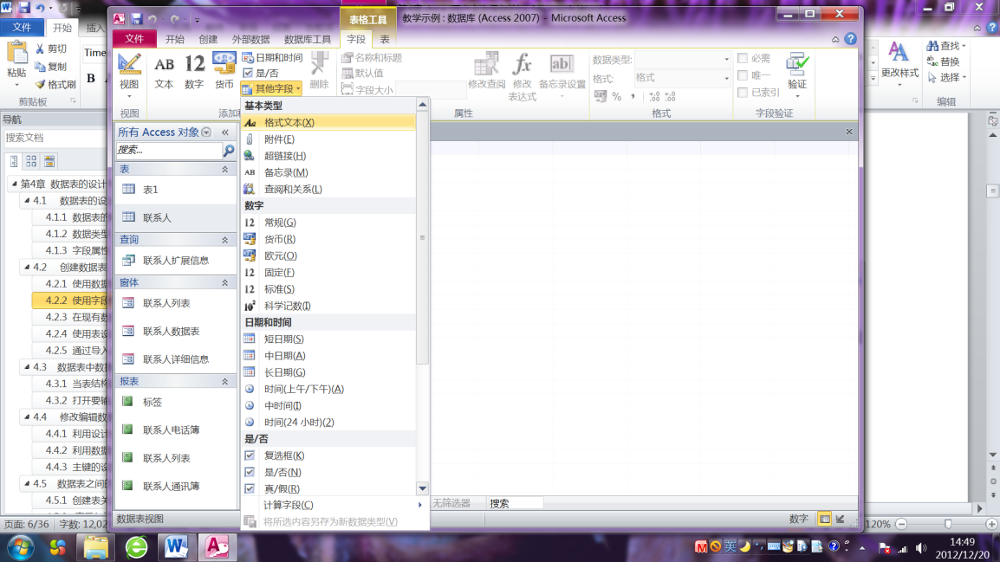 教学示例 : 数据库 (Access 2007) - Microsoft Access
表格工具
文件
开始
插入
文件
开始
创建
外部数据
数据库工具
字段
表
剪切
复制
格式刷
粘贴
剪贴板
Time
B
视图
视图
AB
文本
12
数字
货币
日期和时间
是/否
其他字段
删除
名称和标题
默认值
字段大小
修改查阅
修改
表达式
备忘录设置
属性
数据类型:
格式:
格式
%
格式
必需
唯一
已索引
验证
字段验证
更改样式
查找
替换
选择
编辑
导航
搜索文档
第4章 数据表的设计
4.1 数据表的设
4.1.1 数据表的
4.1.2 数据类型
4.1.3 字段属性
4.2 创建数据表
4.2.1 使用数据
4.2.2 使用字段
4.2.3 在现有数
4.2.4 使用表设
4.2.5 通过导入
4.3 数据表中数
4.3.1 当表结构
4.3.2 打开要输
4.4 修改编辑数
4.4.1 利用设计
4.4.2 利用数据
4.4.3 主键的设
4.5 数据表之间的
4.5.1 创建表关
所有 Access 对象
搜索...
表
表1
联系人
查询
联系人扩展信息
窗体
联系人列表
联系人数据表
联系人详细信息
报表
标签
联系人电话簿
联系人列表
联系人通讯簿
基本类型
格式文本(X)
附件(E)
超链接(H)
备忘录(M)
查阅和关系(L)
数字
常规(G)
货币(R)
欧元(O)
固定(F)
标准(S)
科学记数(I)
日期和时间
短日期(S)
中日期(A)
长日期(G)
时间(上午/下午)(A)
中时间(I)
时间(24 小时)(2)
是/否
复选框(K)
是/否(N)
真/假(R)
计算字段(C)
将所选内容另存为新数据类型(V)
无筛选器
搜索
数据表视图
数字
页面: 6/36
字数: 12,02
120%
英
14:49
2012/12/20